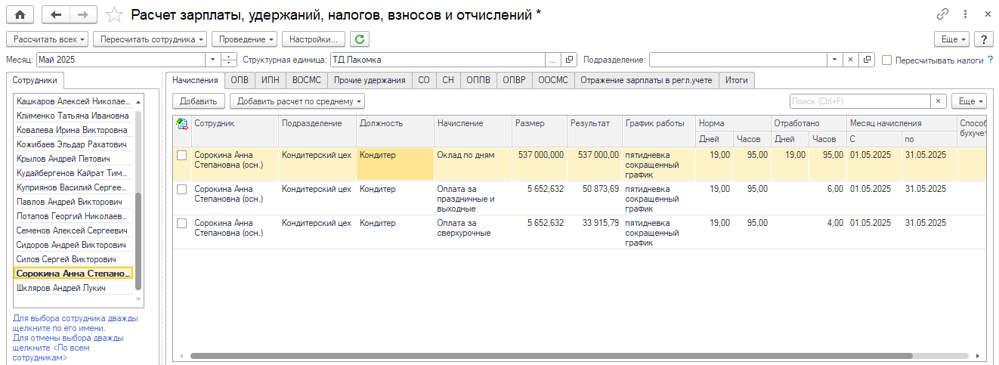 Расчет зарплаты, удержаний, налогов, взносов и отчислений *
Рассчитать всех Пересчитать сотрудника Проведение Настройки... Еще ?
Месяц: Май 2025 Структурная единица: ТД Лакомка ... Подразделение: Пересчитывать налоги ?
Сотрудники
Кашкаров Алексей Николае...
Клименко Татьяна Ивановна
Ковалева Ирина Викторовна
Кожибаев Эльдар Рахатович
Крылов Андрей Петович
Кудайбергенов Кайрат Тим...
Куприянов Василий Сергее...
Павлов Андрей Викторович
Потапов Георгий Николаев...
Семенов Алексей Сергеевич
Сидоров Андрей Викторович
Силов Сергей Викторович
Сорокина Анна Степано...
Шкляров Андрей Лукич
Для выбора сотрудника дважды
щелкните по его имени.
Для отмены выбора дважды
щелкните <По всем
сотрудникам>
Начисления ОПВ ИПН ВОСМС Прочие удержания СО СН ОППВ ОПВР ООСМС Отражение зарплаты в регл.учете Итоги
Добавить Добавить расчет по среднему Поиск (Ctrl+F) × Еще
Сотрудник Подразделение Должность Начисление Размер Результат График работы Норма Отработано Месяц начисления Способ
Дней Часов Дней Часов С по бухучет
Сорокина Анна Кондитерский цех Кондитер Оклад по дням 537 000,000 537 000,00 пятидневка 19,00 95,00 19,00 95,00 01.05.2025 31.05.2025
Степановна (осн.) сокращенный
график
Сорокина Анна Кондитерский цех Кондитер Оплата за 5 652,632 50 873,69 пятидневка 19,00 95,00 6,00 01.05.2025 31.05.2025
Степановна (осн.) праздничные и сокращенный
выходные график
Сорокина Анна Кондитерский цех Кондитер Оплата за 5 652,632 33 915,79 пятидневка 19,00 95,00 4,00 01.05.2025 31.05.2025
Степановна (осн.) сверхурочные сокращенный
график